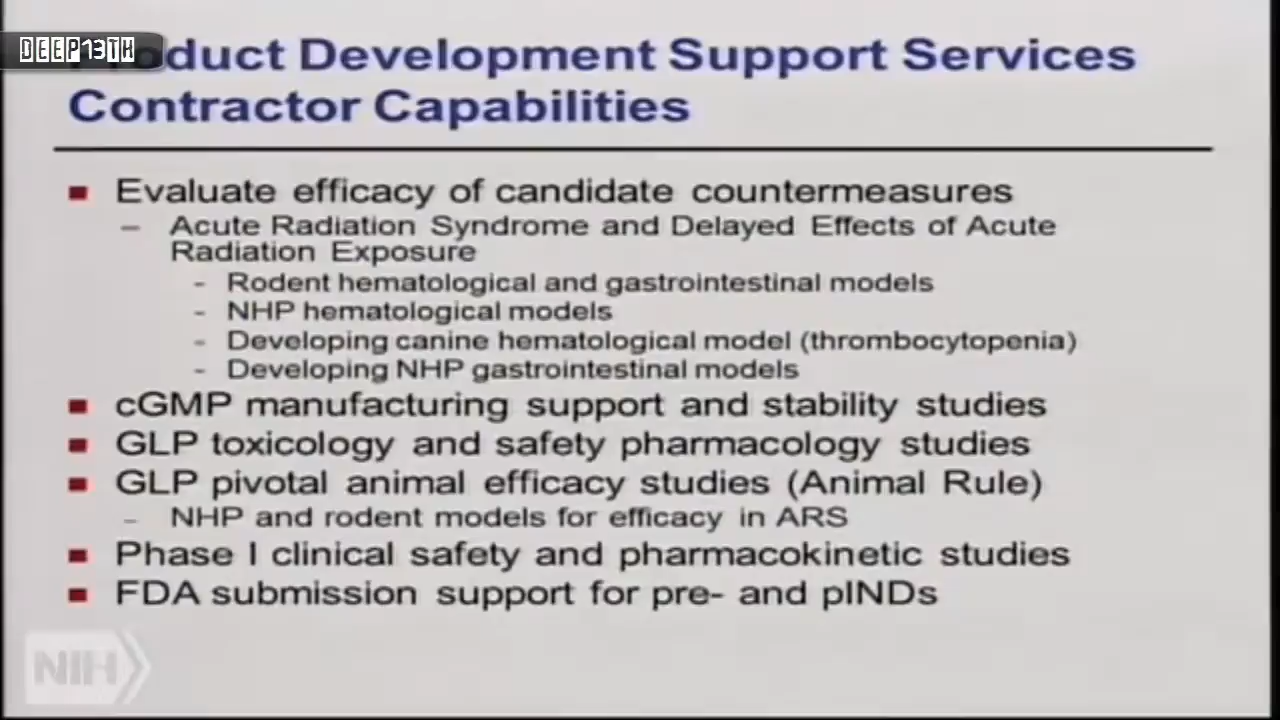 DEEP13TH
Product Development Support Services
Contractor Capabilities
Evaluate efficacy of candidate countermeasures
– Acute Radiation Syndrome and Delayed Effects of Acute
Radiation Exposure
- Rodent hematological and gastrointestinal models
- NHP hematological models
- Developing canine hematological model (thrombocytopenia)
- Developing NHP gastrointestinal models
cGMP manufacturing support and stability studies
GLP toxicology and safety pharmacology studies
GLP pivotal animal efficacy studies (Animal Rule)
- NHP and rodent models for efficacy in ARS
Phase I clinical safety and pharmacokinetic studies
FDA submission support for pre- and pINDs
NIH